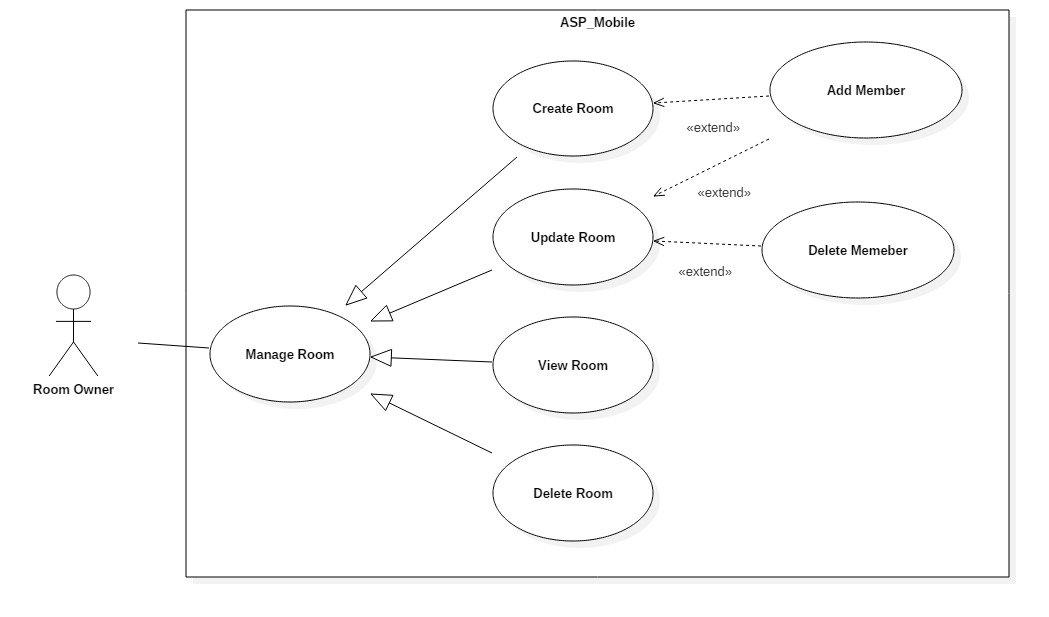 ASP_Mobile
Create Room
Add Member
«extend»
«extend»
Update Room
Delete Memeber
«extend»
Manage Room
View Room
Room Owner
Delete Room